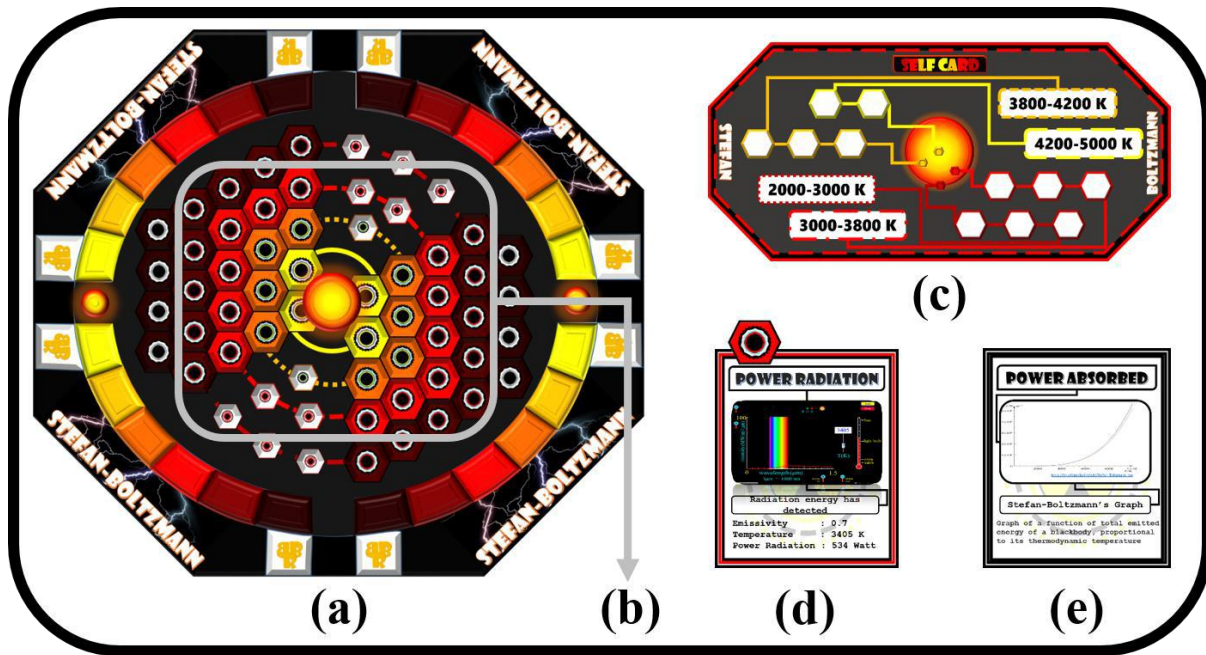 STEFAN-BOLTZMANN
STEFAN-BOLTZMANN
STEFAN-BOLTZMANN
STEFAN-BOLTZMANN
(a)
(b)
SELF CARD
3800-4200 K
4200-5000 K
2000-3000 K
3000-3800 K
STEFAN
BOLTZMANN
(c)
POWER RADIATION
Radiation energy has
detected
Emissivity : 0.7
Temperature : 3405 K
Power Radiation : 534 Watt
(d)
POWER ABSORBED
Stefan-Boltzmann's Graph
Graph of a function of total emitted
energy of a blackbody, proportional
to its thermodynamic temperature
(e)